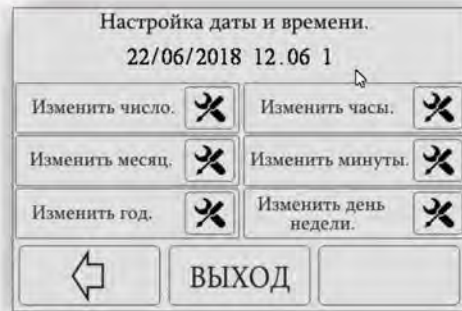 Настройка даты и времени.
22/06/2018 12.06 1
Изменить число.
Изменить часы.
Изменить месяц.
Изменить минуты.
Изменить год.
Изменить день
недели.
ВЫХОД